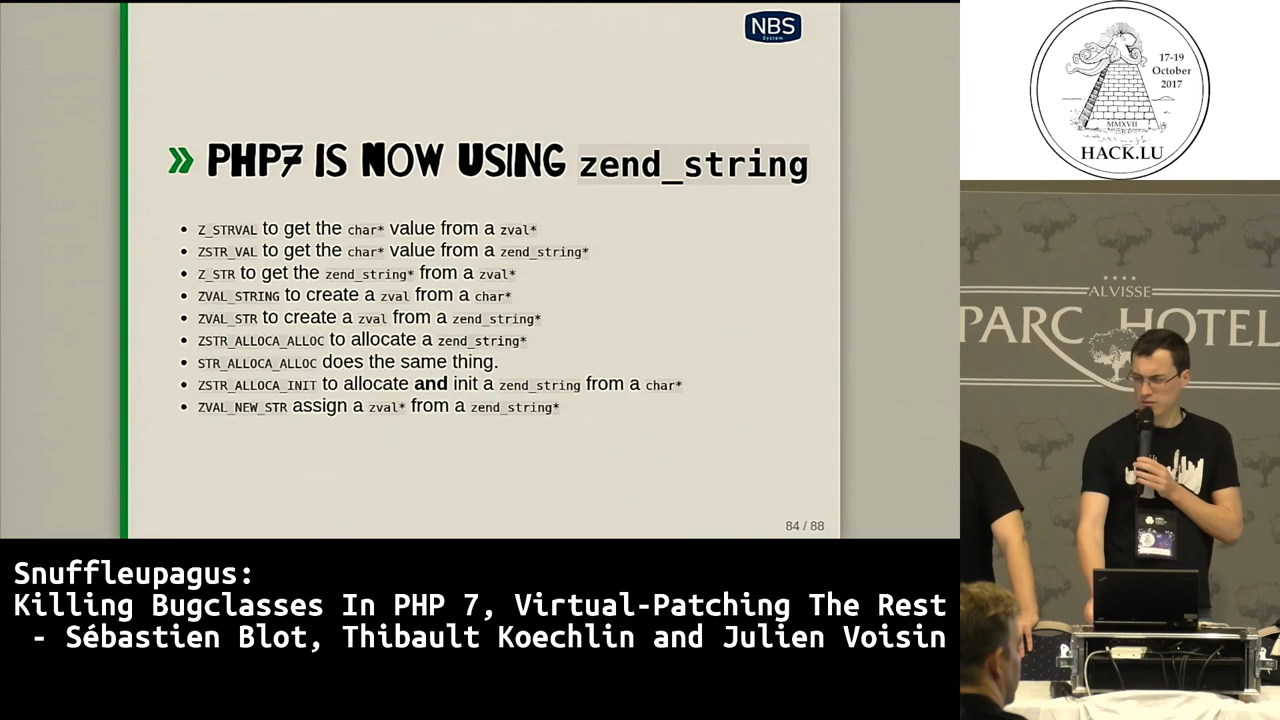 NBS
System
» PHP7 IS NOW USING zend_string
• Z_STRVAL to get the char* value from a zval*
• ZSTR_VAL to get the char* value from a zend_string*
• Z_STR to get the zend_string* from a zval*
• ZVAL_STRING to create a zval from a char*
• ZVAL_STR to create a zval from a zend_string*
• ZSTR_ALLOCA_ALLOC to allocate a zend_string*
• STR_ALLOCA_ALLOC does the same thing.
• ZSTR_ALLOCA_INIT to allocate and init a zend_string from a char*
• ZVAL_NEW_STR assign a zval* from a zend_string*
84 / 88
Snuffleupagus:
Killing Bugclasses In PHP 7, Virtual-Patching The Rest
- Sébastien Blot, Thibault Koechlin and Julien Voisin
17-19
October
2017
MMXVII
HACK.LU
ALVISSE
PARC HOTEL